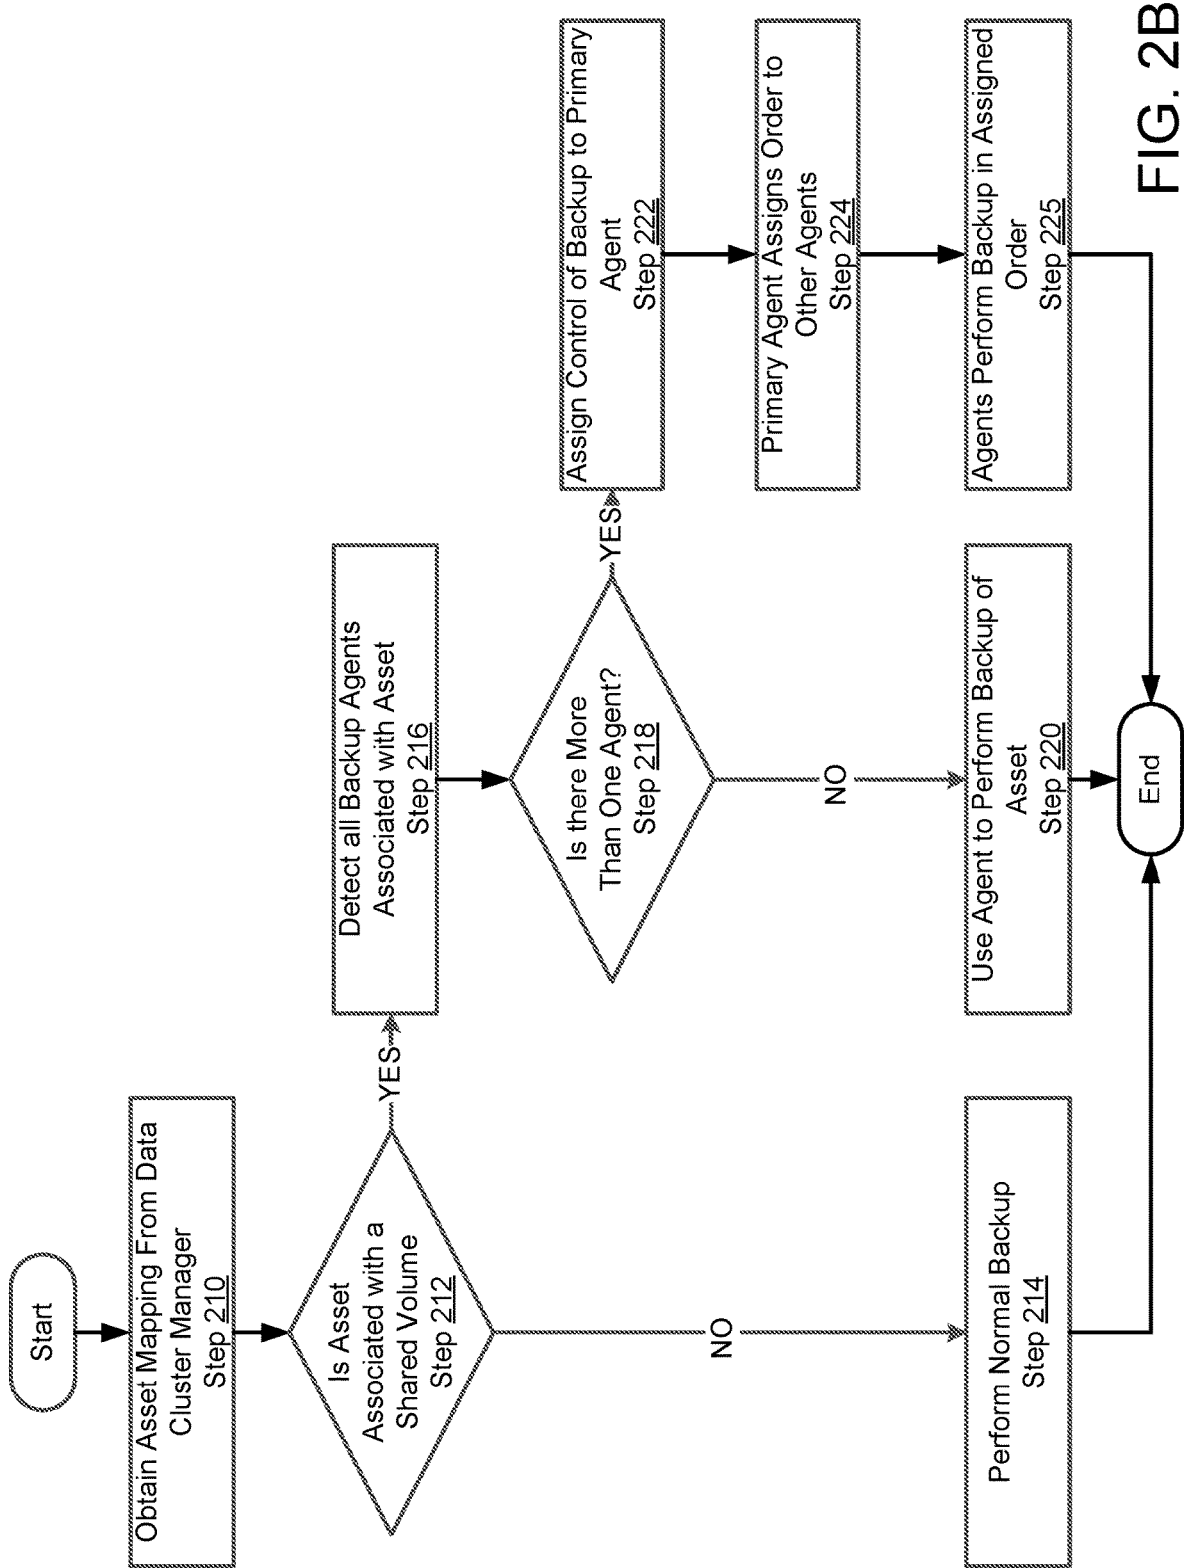 Start
Obtain Asset Mapping From Data
Cluster Manager
Step 210
Is Asset
Associated with a
Shared Volume
Step 212
YES
NO
Perform Normal Backup
Step 214
Detect all Backup Agents
Associated with Asset
Step 216
Is there More
Than One Agent?
Step 218
YES
NO
Use Agent to Perform Backup of
Asset
Step 220
Assign Control of Backup to Primary
Agent
Step 222
Primary Agent Assigns Order to
Other Agents
Step 224
Agents Perform Backup in Assigned
Order
Step 225
End
FIG. 2B